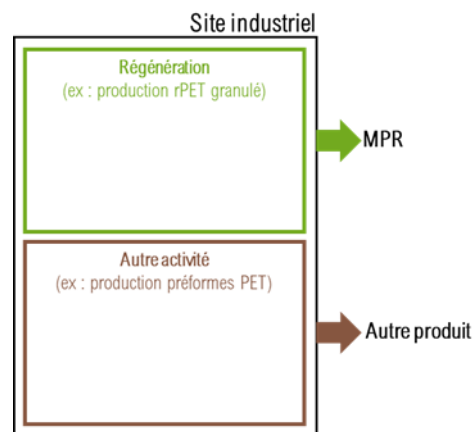 Site industriel
Régénération
(ex : production rPET granulé)
MPR
Autre activité
(ex : production préformes PET)
Autre produit